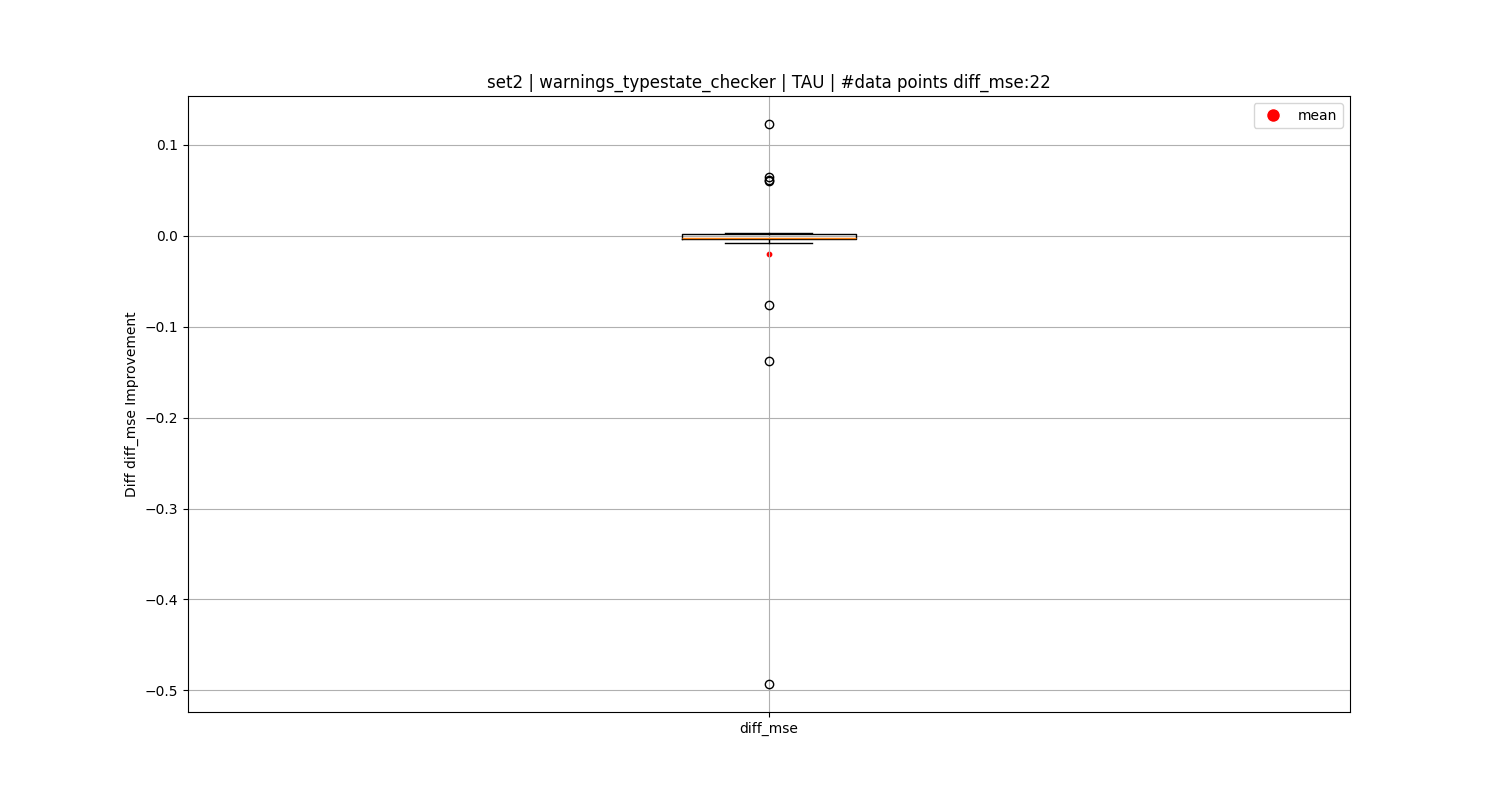 set2 | warnings_typestate_checker | TAU | #data points diff_mse:22
mean
0.1
0.0
−0.1
−0.2
−0.3
−0.4
−0.5
Diff diff_mse Improvement
diff_mse